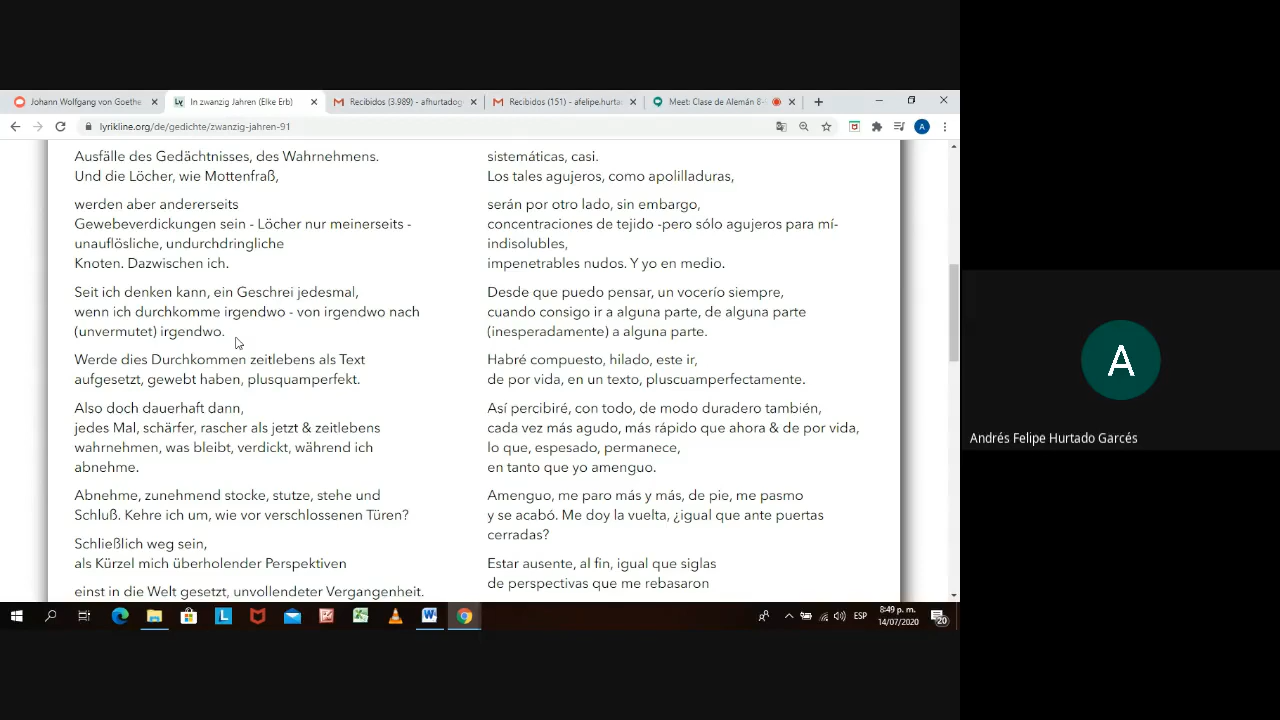 Johann Wolfgang von Goethe
In zwanzig Jahren (Elke Erb)
Recibidos (3.989) - afhurtadog
Recibidos (151) - afelipe.hurta
Meet: Clase de Alemán 8-
lyrikline.org/de/gedichte/zwanzig-jahren-91
A
Ausfälle des Gedächtnisses, des Wahrnehmens.
Und die Löcher, wie Mottenfraß,
werden aber andererseits
Gewebeverdickungen sein - Löcher nur meinerseits -
unauflösliche, undurchdringliche
Knoten. Dazwischen ich.
Seit ich denken kann, ein Geschrei jedesmal,
wenn ich durchkomme irgendwo - von irgendwo nach
(unvermutet) irgendwo.
Werde dies Durchkommen zeitlebens als Text
aufgesetzt, gewebt haben, plusquamperfekt.
Also doch dauerhaft dann,
jedes Mal, schärfer, rascher als jetzt & zeitlebens
wahrnehmen, was bleibt, verdickt, während ich
abnehme.
Abnehme, zunehmend stocke, stutze, stehe und
Schluß. Kehre ich um, wie vor verschlossenen Türen?
Schließlich weg sein,
als Kürzel mich überholender Perspektiven
einst in die Welt gesetzt, unvollendeter Vergangenheit.
sistemáticas, casi.
Los tales agujeros, como apolilladuras,
serán por otro lado, sin embargo,
concentraciones de tejido -pero sólo agujeros para mí-
indisolubles,
impenetrables nudos. Y yo en medio.
Desde que puedo pensar, un vocerío siempre,
cuando consigo ir a alguna parte, de alguna parte
(inesperadamente) a alguna parte.
Habré compuesto, hilado, este ir,
de por vida, en un texto, pluscuamperfectamente.
Así percibiré, con todo, de modo duradero también,
cada vez más agudo, más rápido que ahora & de por vida,
lo que, espesado, permanece,
en tanto que yo amenguo.
Amenguo, me paro más y más, de pie, me pasmo
y se acabó. Me doy la vuelta, ¿igual que ante puertas
cerradas?
Estar ausente, al fin, igual que siglas
de perspectivas que me rebasaron
A
Andrés Felipe Hurtado Garcés
ESP
8:49 p. m.
14/07/2020
20